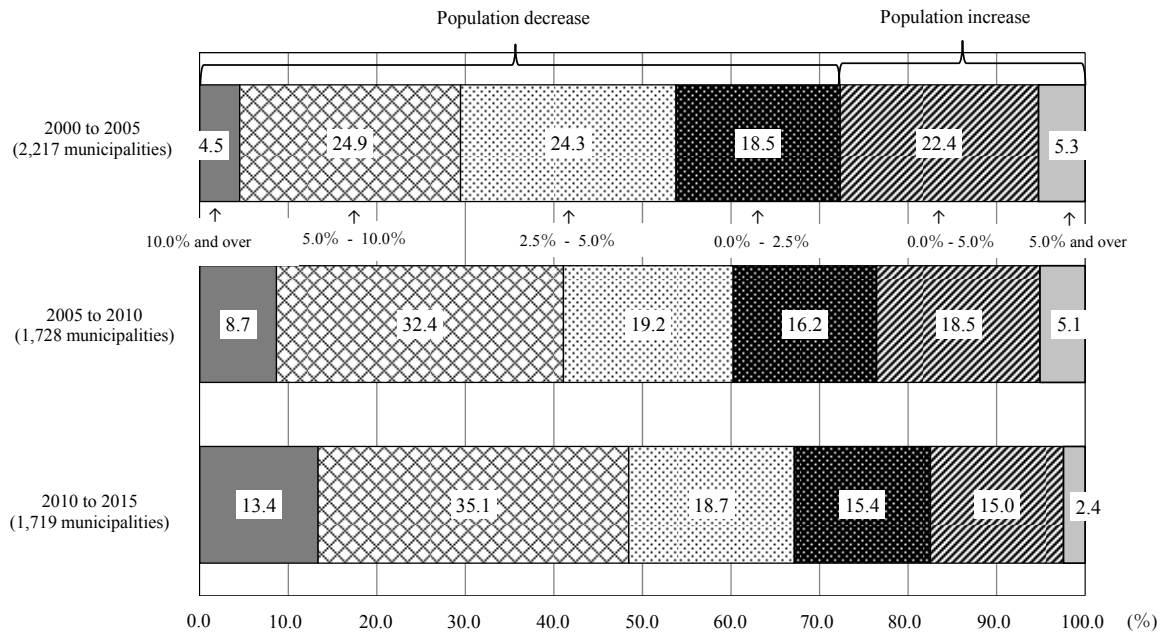 Population decrease
Population increase
2000 to 2005
(2,217 municipalities)
4.5 24.9 24.3 18.5 22.4 5.3
↑ ↑ ↑ ↑ ↑ ↑
10.0% and over 5.0% - 10.0% 2.5% - 5.0% 0.0% - 2.5% 0.0% - 5.0% 5.0% and over
2005 to 2010
(1,728 municipalities)
8.7 32.4 19.2 16.2 18.5 5.1
2010 to 2015
(1,719 municipalities)
13.4 35.1 18.7 15.4 15.0 2.4
0.0 10.0 20.0 30.0 40.0 50.0 60.0 70.0 80.0 90.0 100.0 (%)